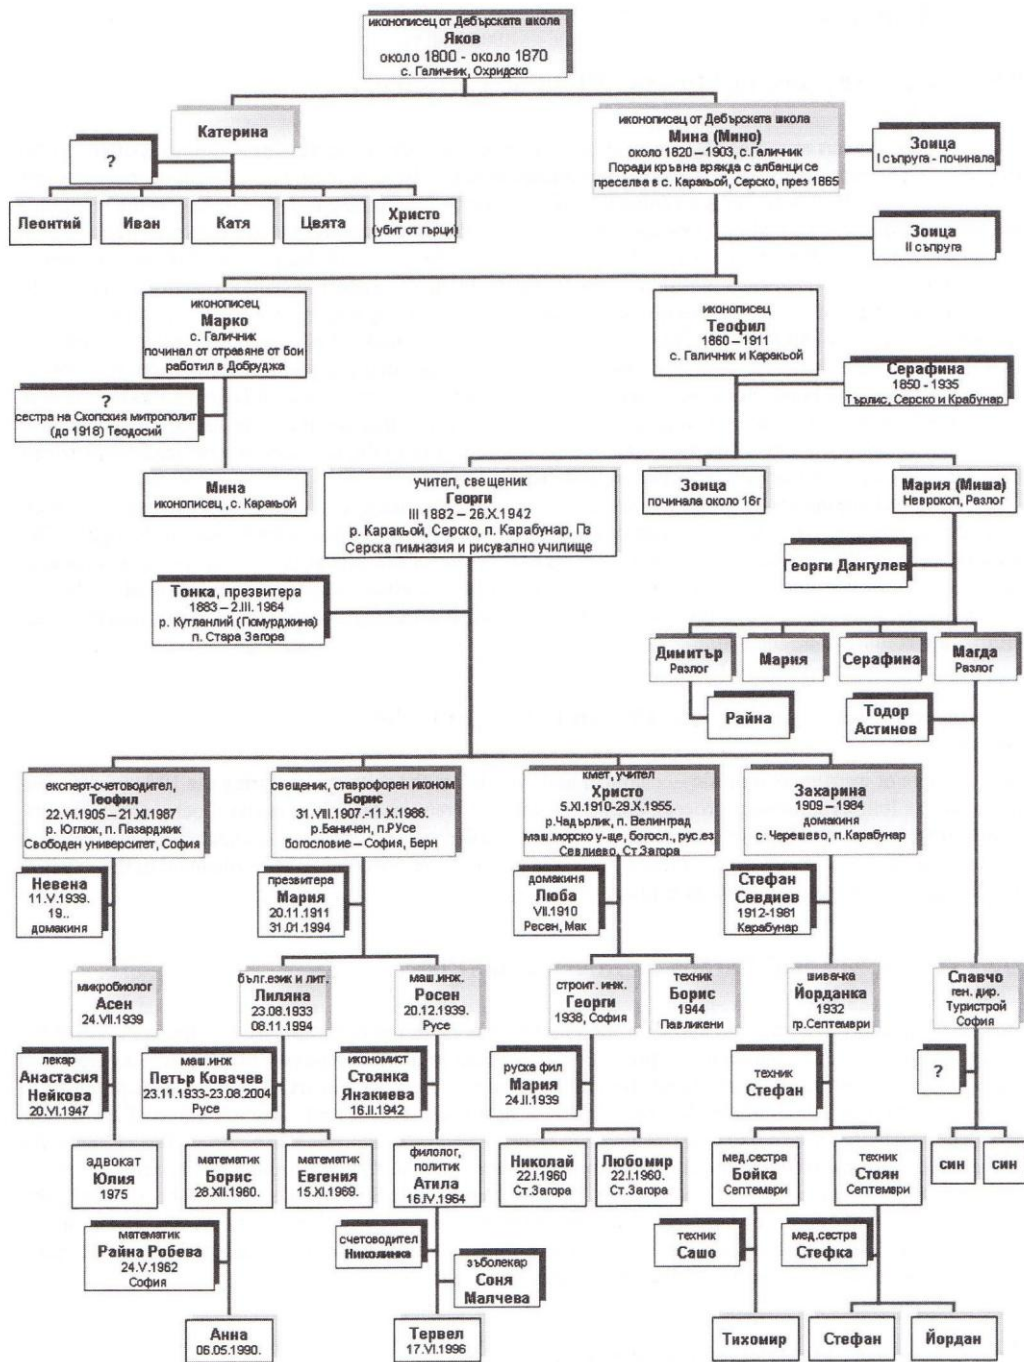 иконописец от Дебърската школа
Яков
около 1800 - около 1870
с. Галичник, Охридско
Катерина
иконописец от Дебърската школа
Мина (Мино)
около 1820 – 1903, с.Галичник
Поради кръвна вражда с албанци се
преселва в с. Каракьой, Серско, през 1865
Зоица
I съпруга - починала
?
Леонтий
Иван
Катя
Цвята
Христо
(убит от гърци)
Зоица
II съпруга
иконописец
Марко
с. Галичник
починал от отравяне от бои
работил в Добруджа
иконописец
Теофил
1860 – 1911
с. Галичник и Каракьой
Серафина
1850 - 1935
Търлис, Серско и Крабунар
?
сестра на Скопския митрополит
(до 1918) Теодосий
Мина
иконописец, с. Каракьой
учител, свещеник
Георги
III 1882 – 26.X.1942
р. Каракьой, Серско, п. Карабунар, Пз
Серска гимназия и рисувално училище
Зоица
починала около 16г
Мария (Миша)
Неврокоп, Разлог
Георги Дангулев
Тонка, презвитера
1883 – 2.III. 1964
р. Кутланлий (Гюмурджина)
п. Стара Загора
Димитър
Разлог
Мария
Серафина
Магда
Разлог
Райна
Тодор
Астинов
експерт-счетоводител,
Теофил
22.VI.1905 – 21.XI.1987
р. Юглюк, п. Пазарджик
Свободен университет, София
свещеник, ставрофорен иконом
Борис
31.VIII.1907.-11.X.1986.
р.Баничен, п.РУсе
богословие – София, Берн
кмет, учител
Христо
5.XI.1910-29.X.1955.
р.Чадърлик, п. Велинград
маш.морско у-ще, богосл., рус.ез.
Севлиево, Ст.Загора
Захарина
1909 – 1984
домакиня
с. Черешево, п.Карабунар
Невена
11.V.1939.
19..
домакиня
презвитера
Мария
20.11.1911
31.01.1994
домакиня
Люба
VII.1910
Ресен, Мак
Стефан
Севдиев
1912-1981
Карабунар
микробиолог
Асен
24.VII.1939
бълг.език и лит.
Лиляна
23.08.1933
06.11.1994
маш.инж.
Росен
20.12.1939.
Русе
строит. инж.
Георги
1938, София
техник
Борис
1944
Павликени
шивачка
Йорданка
1932
гр.Септември
Славчо
ген. дир.
Туристрой
София
лекар
Анастасия
Нейкова
20.VI.1947
маш.инж
Петър Ковачев
23.11.1933-23.08.2004
Русе
икономист
Стоянка
Янакиева
16.II.1942
руска фил
Мария
24.II.1939
техник
Стефан
?
адвокат
Юлия
1975
математик
Борис
28.XII.1960.
математик
Евгения
15.XI.1969.
филолог,
политик
Атила
16.IV.1964
Николай
22.I.1960
Ст.Загора
Любомир
22.I.1960.
Ст.Загора
мед.сестра
Бойка
Септември
техник
Стоян
Септември
син
син
математик
Райна Робева
24.V.1962
София
счетоводител
Николинка
зъболекар
Соня
Малчева
техник
Сашо
мед.сестра
Стефка
Анна
06.05.1990.
Тервел
17.VI.1996
Тихомир
Стефан
Йордан